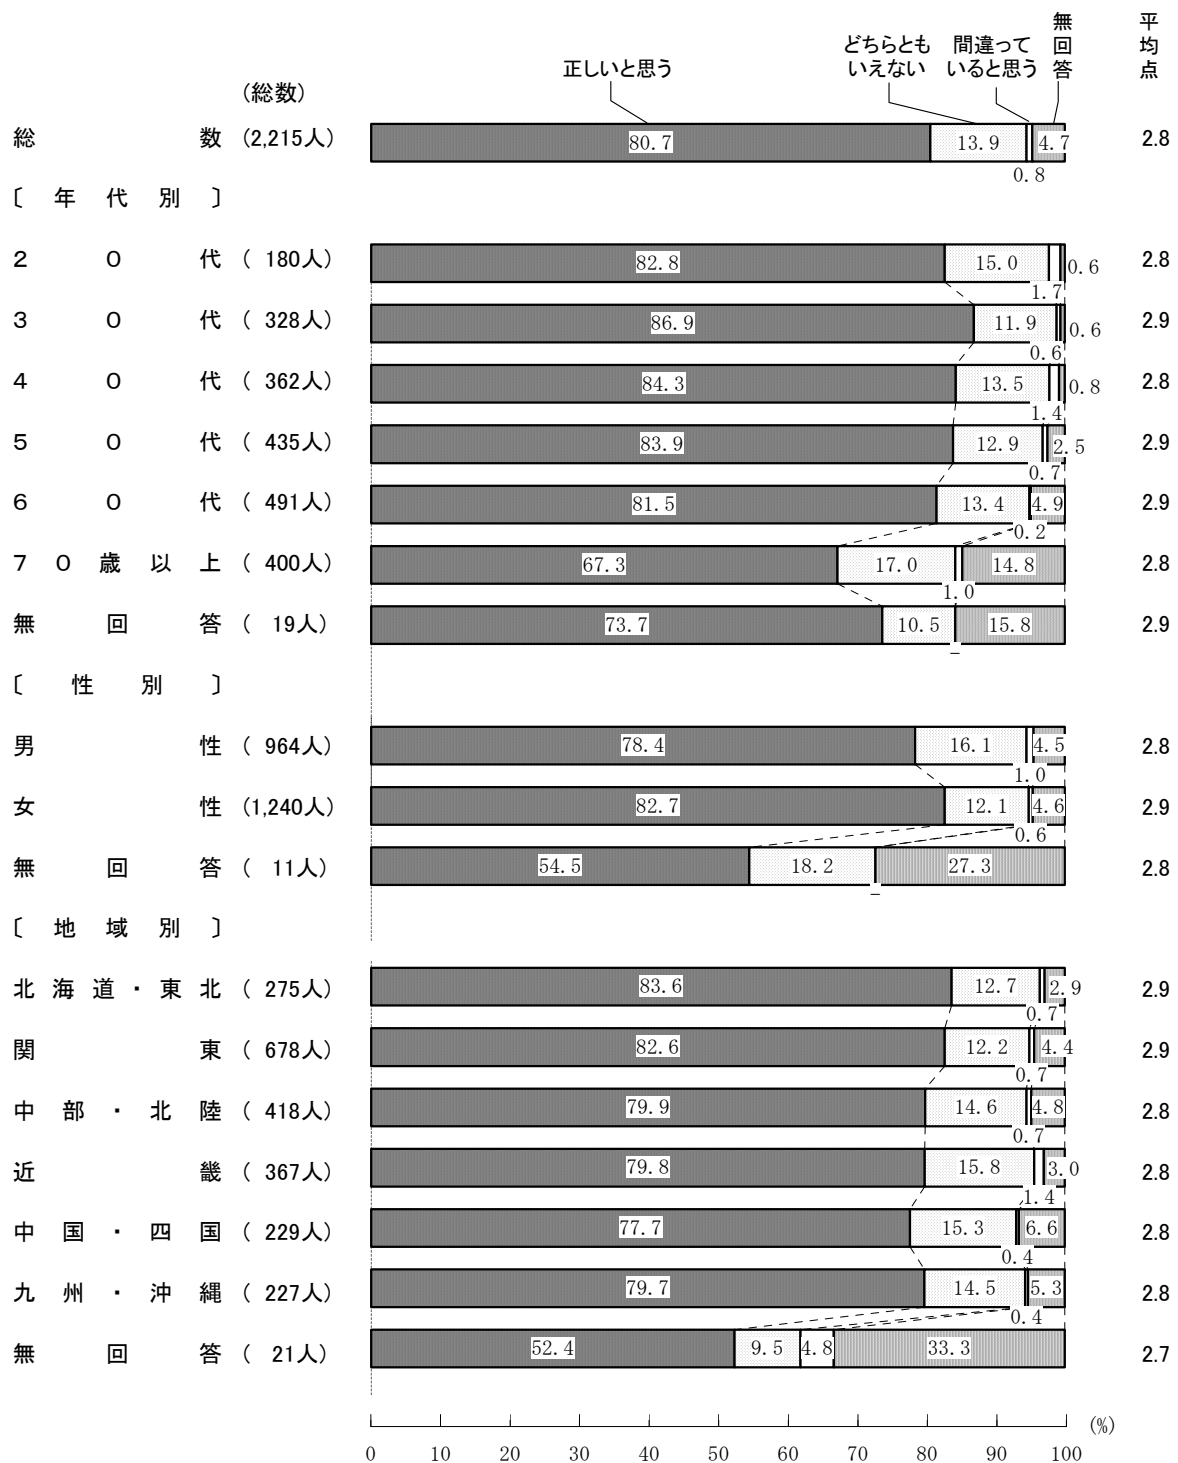 正しいと思う
どちらとも
いえない
間違って
いると思う
無回答
平均点
(総数)
総数 (2,215人) 80.7 13.9 0.8 4.7 2.8
〔年代別〕
２０代 ( 180人) 82.8 15.0 1.7 0.6 2.8
３０代 ( 328人) 86.9 11.9 0.6 0.6 2.9
４０代 ( 362人) 84.3 13.5 1.4 0.8 2.8
５０代 ( 435人) 83.9 12.9 0.7 2.5 2.9
６０代 ( 491人) 81.5 13.4 0.2 4.9 2.9
７０歳以上 ( 400人) 67.3 17.0 1.0 14.8 2.8
無回答 ( 19人) 73.7 10.5 － 15.8 2.9
〔性別〕
男性 ( 964人) 78.4 16.1 1.0 4.5 2.8
女性 (1,240人) 82.7 12.1 0.6 4.6 2.9
無回答 ( 11人) 54.5 18.2 － 27.3 2.8
〔地域別〕
北海道・東北 ( 275人) 83.6 12.7 0.7 2.9 2.9
関東 ( 678人) 82.6 12.2 0.7 4.4 2.9
中部・北陸 ( 418人) 79.9 14.6 0.7 4.8 2.8
近畿 ( 367人) 79.8 15.8 1.4 3.0 2.8
中国・四国 ( 229人) 77.7 15.3 0.4 6.6 2.8
九州・沖縄 ( 227人) 79.7 14.5 0.4 5.3 2.8
無回答 ( 21人) 52.4 9.5 4.8 33.3 2.7
0 10 20 30 40 50 60 70 80 90 100 (%)